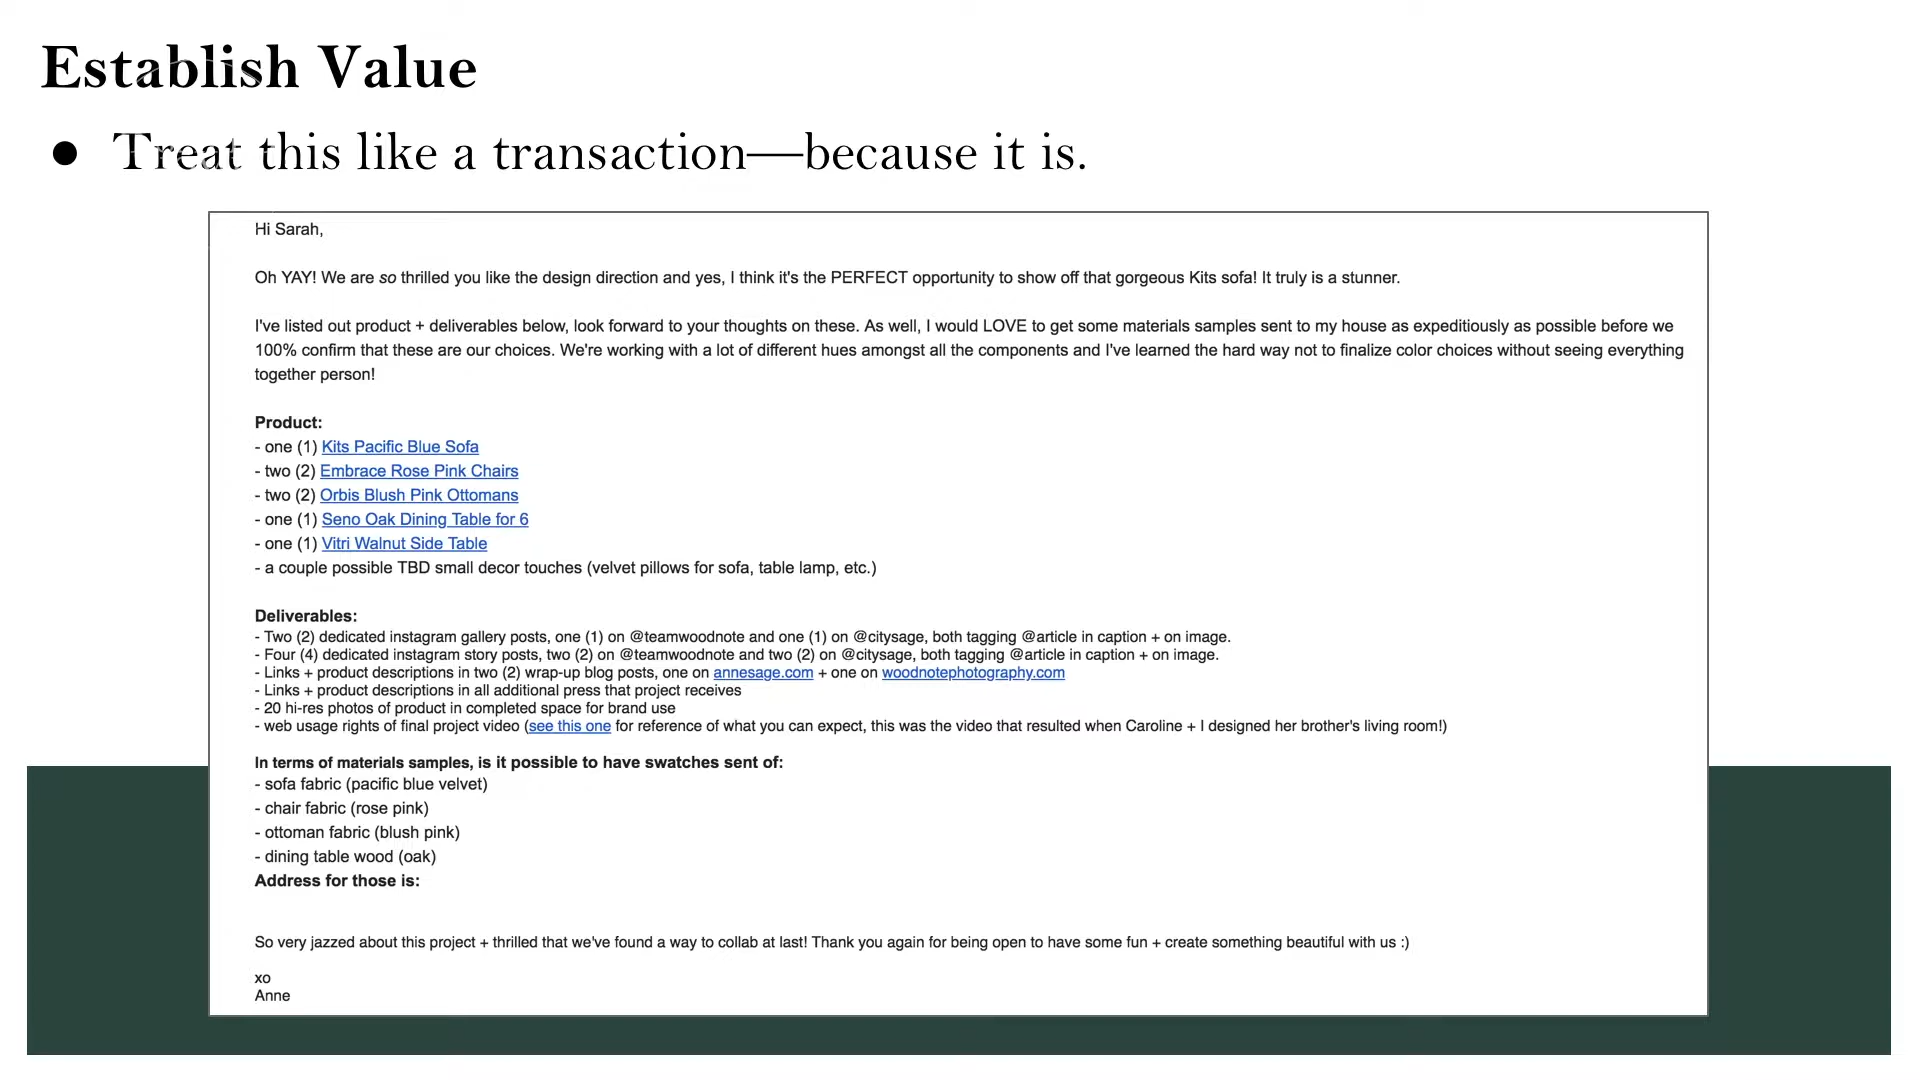 Establish Value
● Treat this like a transaction—because it is.
Hi Sarah,
Oh YAY! We are so thrilled you like the design direction and yes, I think it's the PERFECT opportunity to show off that gorgeous Kits sofa! It truly is a stunner.
I've listed out product + deliverables below, look forward to your thoughts on these. As well, I would LOVE to get some materials samples sent to my house as expeditiously as possible before we
100% confirm that these are our choices. We're working with a lot of different hues amongst all the components and I've learned the hard way not to finalize color choices without seeing everything
together person!
Product:
- one (1) Kits Pacific Blue Sofa
- two (2) Embrace Rose Pink Chairs
- two (2) Orbis Blush Pink Ottomans
- one (1) Seno Oak Dining Table for 6
- one (1) Vitri Walnut Side Table
- a couple possible TBD small decor touches (velvet pillows for sofa, table lamp, etc.)
Deliverables:
- Two (2) dedicated instagram gallery posts, one (1) on @teamwoodnote and one (1) on @citysage, both tagging @article in caption + on image.
- Four (4) dedicated instagram story posts, two (2) on @teamwoodnote and two (2) on @citysage, both tagging @article in caption + on image.
- Links + product descriptions in two (2) wrap-up blog posts, one on annesage.com + one on woodnotephotography.com
- Links + product descriptions in all additional press that project receives
- 20 hi-res photos of product in completed space for brand use
- web usage rights of final project video (see this one for reference of what you can expect, this was the video that resulted when Caroline + I designed her brother's living room!)
In terms of materials samples, is it possible to have swatches sent of:
- sofa fabric (pacific blue velvet)
- chair fabric (rose pink)
- ottoman fabric (blush pink)
- dining table wood (oak)
Address for those is:
So very jazzed about this project + thrilled that we've found a way to collab at last! Thank you again for being open to have some fun + create something beautiful with us :)
xo
Anne